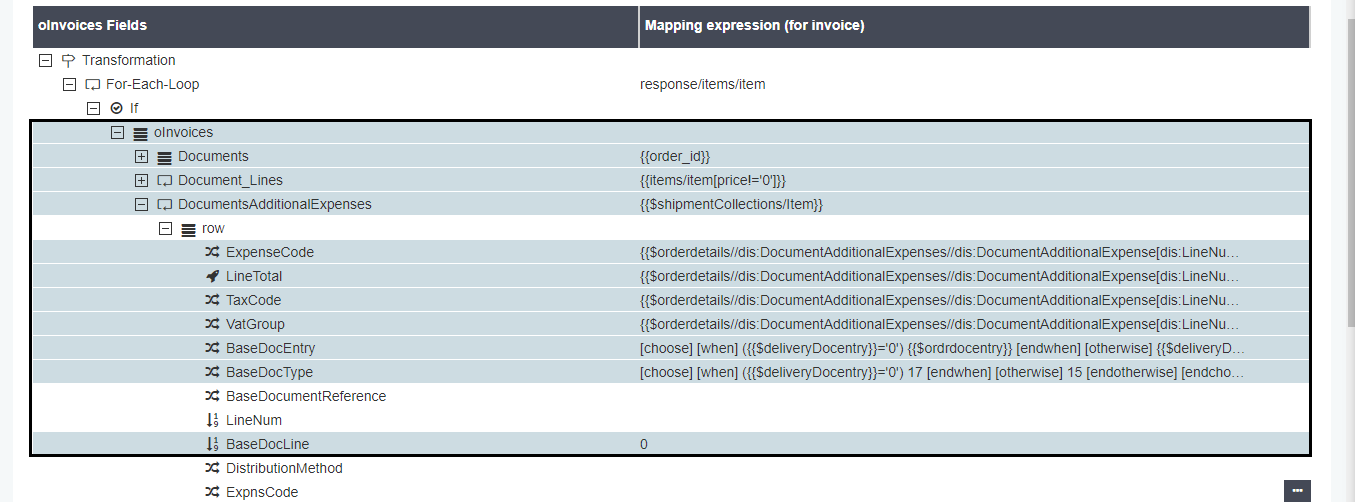 oInvoices Fields Mapping expression (for invoice)
Transformation
For-Each-Loop response/items/item
If
oInvoices
Documents {{order_id}}
Document_Lines {{items/item[price!='0']}}
DocumentsAdditionalExpenses {{$shipmentCollections/Item}}
row
ExpenseCode {{$orderdetails//dis:DocumentAdditionalExpenses//dis:DocumentAdditionalExpense[dis:LineNu...
LineTotal {{$orderdetails//dis:DocumentAdditionalExpenses//dis:DocumentAdditionalExpense[dis:LineNu...
TaxCode {{$orderdetails//dis:DocumentAdditionalExpenses//dis:DocumentAdditionalExpense[dis:LineNu...
VatGroup {{$orderdetails//dis:DocumentAdditionalExpenses//dis:DocumentAdditionalExpense[dis:LineNu...
BaseDocEntry [choose] [when] ({{$deliveryDocentry}}='0') {{$ordrdocentry}} [endwhen] [otherwise] {{$deliveryD...
BaseDocType [choose] [when] ({{$deliveryDocentry}}='0') 17 [endwhen] [otherwise] 15 [endotherwise] [endcho...
BaseDocumentReference
LineNum
BaseDocLine 0
DistributionMethod
ExpnsCode